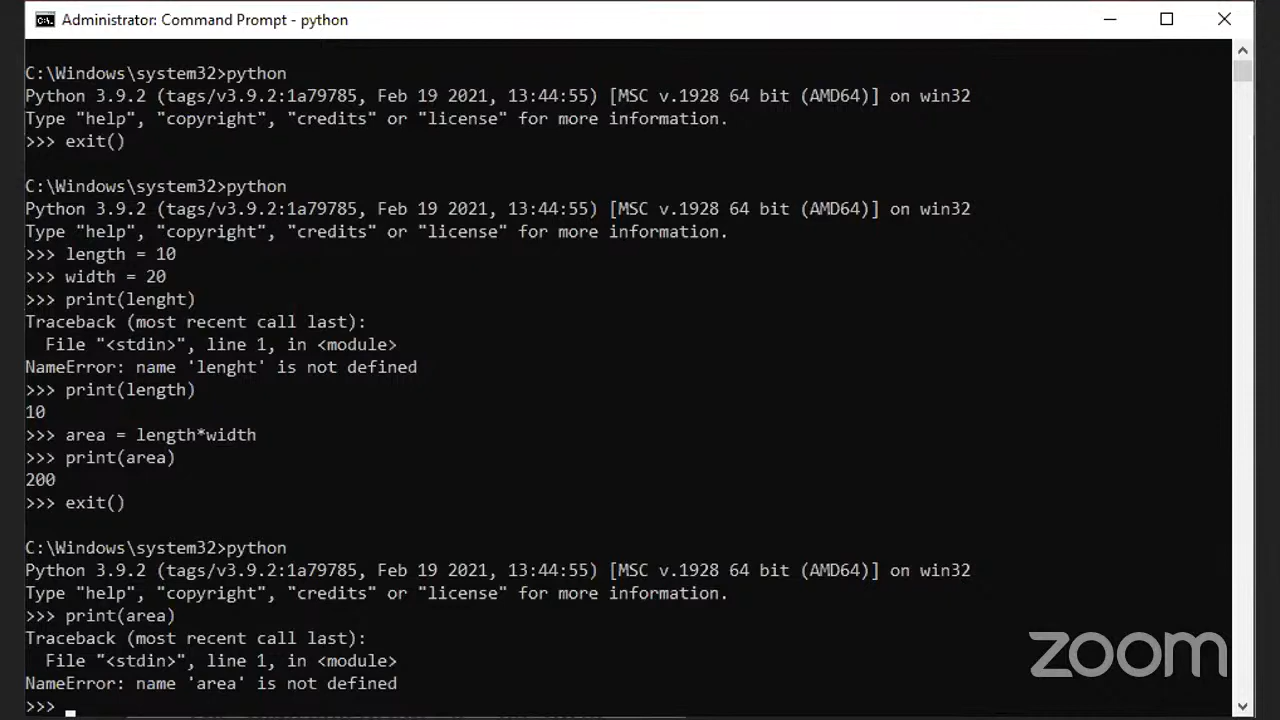 Administrator: Command Prompt - python
C:\Windows\system32>python
Python 3.9.2 (tags/v3.9.2:1a79785, Feb 19 2021, 13:44:55) [MSC v.1928 64 bit (AMD64)] on win32
Type "help", "copyright", "credits" or "license" for more information.
>>> exit()
C:\Windows\system32>python
Python 3.9.2 (tags/v3.9.2:1a79785, Feb 19 2021, 13:44:55) [MSC v.1928 64 bit (AMD64)] on win32
Type "help", "copyright", "credits" or "license" for more information.
>>> length = 10
>>> width = 20
>>> print(lenght)
Traceback (most recent call last):
  File "<stdin>", line 1, in <module>
NameError: name 'lenght' is not defined
>>> print(length)
10
>>> area = length*width
>>> print(area)
200
>>> exit()
C:\Windows\system32>python
Python 3.9.2 (tags/v3.9.2:1a79785, Feb 19 2021, 13:44:55) [MSC v.1928 64 bit (AMD64)] on win32
Type "help", "copyright", "credits" or "license" for more information.
>>> print(area)
Traceback (most recent call last):
  File "<stdin>", line 1, in <module>
NameError: name 'area' is not defined
>>>
zoom